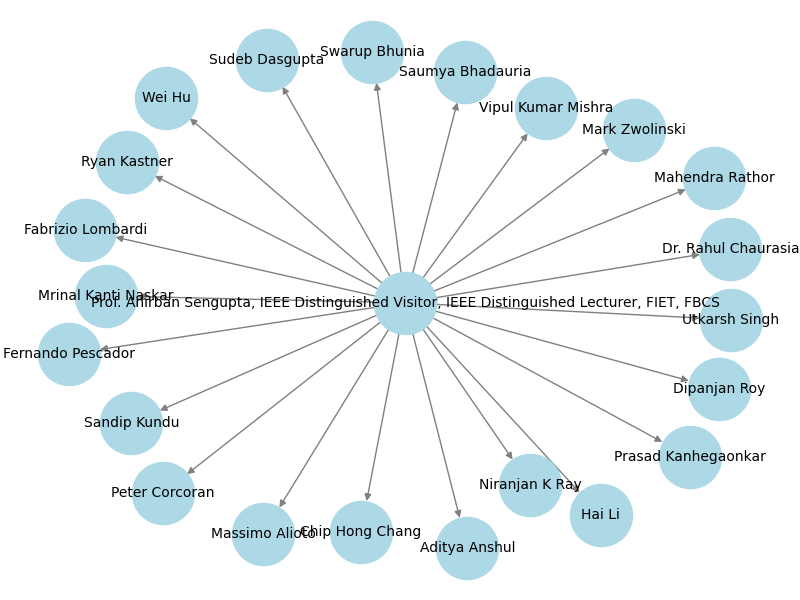 Swarup Bhunia
Sudeb Dasgupta
Saumya Bhadauria
Wei Hu
Vipul Kumar Mishra
Mark Zwolinski
Ryan Kastner
Mahendra Rathor
Fabrizio Lombardi
Dr. Rahul Chaurasia
Mrinal Kanti Naskar
Prof. Anirban Sengupta, IEEE Distinguished Visitor, IEEE Distinguished Lecturer, FIET, FBCS
Utkarsh Singh
Fernando Pescador
Dipanjan Roy
Sandip Kundu
Prasad Kanhegaonkar
Niranjan K Ray
Peter Corcoran
Hai Li
Massimo Alioto
Chip Hong Chang
Aditya Anshul